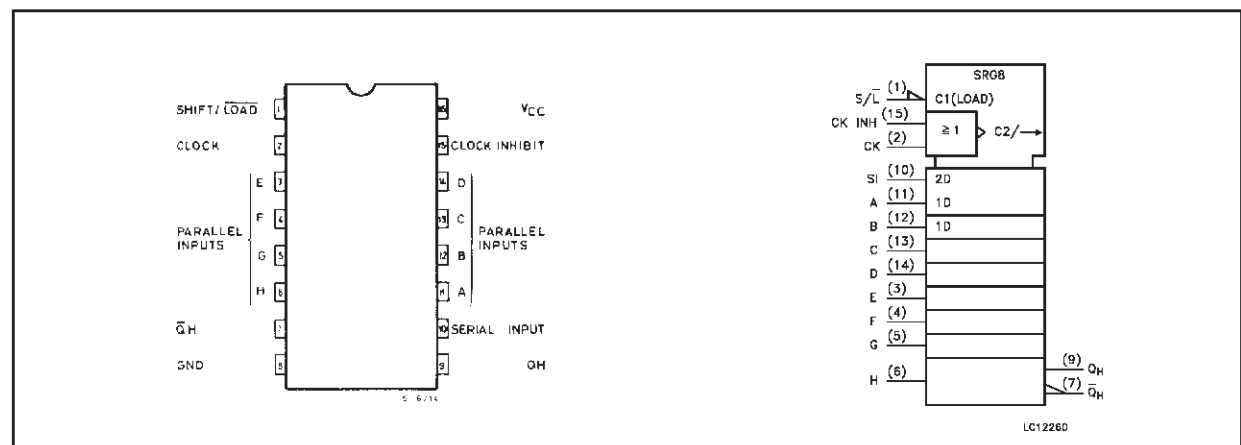 SHIFT/LOAD 1
CLOCK 2
E 3
F 4
PARALLEL INPUTS
G 5
H 6
Q̅H 7
GND 8
16 VCC
15 CLOCK INHIBIT
14 D
13 C
PARALLEL INPUTS
12 B
11 A
10 SERIAL INPUT
9 QH
SRG8
S/L̅ (1) C1(LOAD)
CK INH (15)
≥1 C2/→
CK (2)
SI (10) 2D
A (11) 1D
B (12) 1D
C (13)
D (14)
E (3)
F (4)
G (5)
H (6)
(9) QH
(7) Q̅H
LC12260